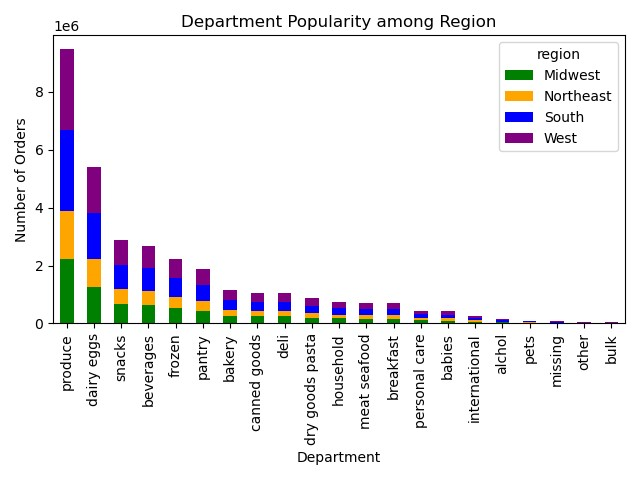 Department Popularity among Region
1e6
region
Midwest
Northeast
South
West
8
6
4
2
0
Number of Orders
produce
dairy eggs
snacks
beverages
frozen
pantry
bakery
canned goods
deli
dry goods pasta
household
meat seafood
breakfast
personal care
babies
international
alchol
pets
missing
other
bulk
Department